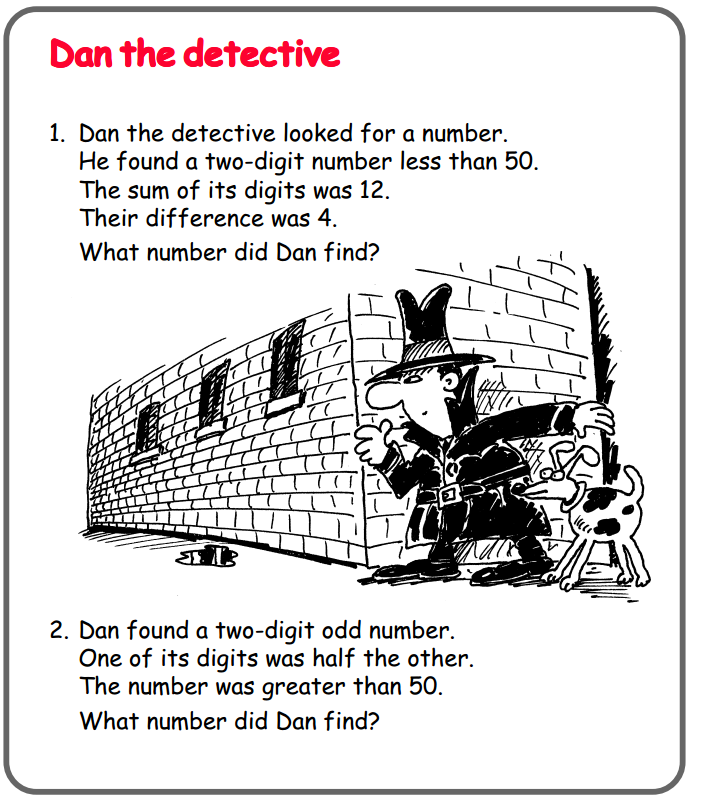 Dan the detective
1. Dan the detective looked for a number.
He found a two-digit number less than 50.
The sum of its digits was 12.
Their difference was 4.
What number did Dan find?
2. Dan found a two-digit odd number.
One of its digits was half the other.
The number was greater than 50.
What number did Dan find?